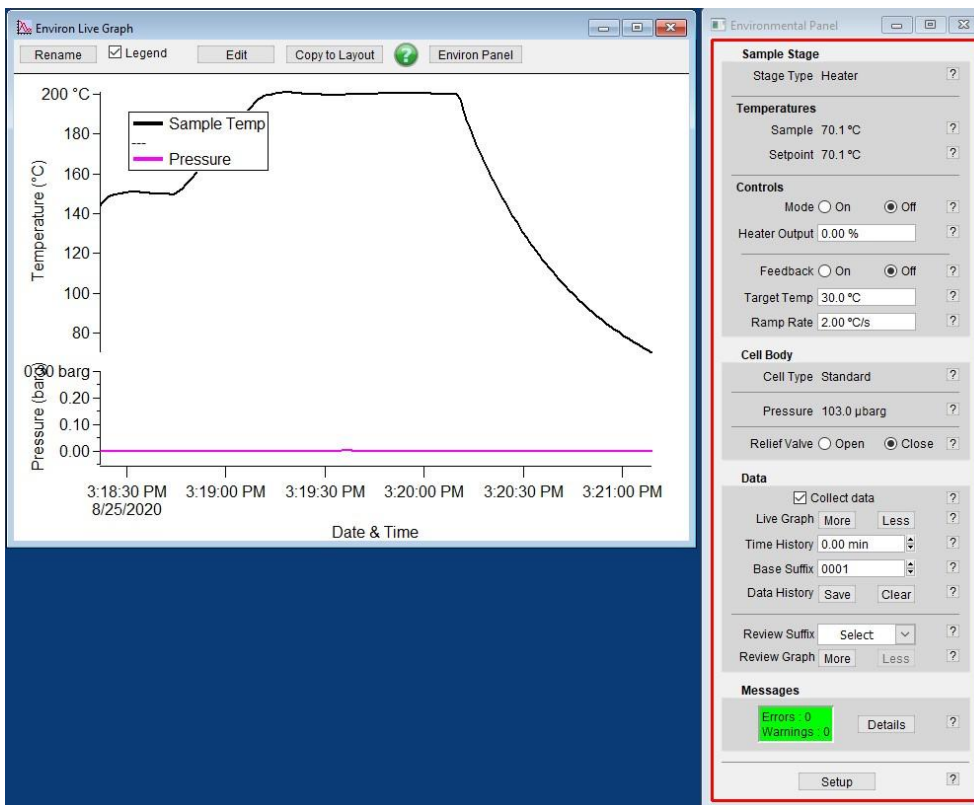 Environ Live Graph
Rename Legend Edit Copy to Layout ? Environ Panel
200 °C
180
160
140
120
100
80
Temperature (°C)
Sample Temp
---
Pressure
0.30 barg
0.20
0.10
0.00
Pressure (barg)
3:18:30 PM 3:19:00 PM 3:19:30 PM 3:20:00 PM 3:20:30 PM 3:21:00 PM
8/25/2020
Date & Time
Environmental Panel
Sample Stage
Stage Type Heater ?
Temperatures
Sample 70.1 °C ?
Setpoint 70.1 °C ?
Controls
Mode On Off ?
Heater Output 0.00 % ?
Feedback On Off ?
Target Temp 30.0 °C ?
Ramp Rate 2.00 °C/s ?
Cell Body
Cell Type Standard ?
Pressure 103.0 µbarg ?
Relief Valve Open Close ?
Data
Collect data ?
Live Graph More Less ?
Time History 0.00 min ?
Base Suffix 0001 ?
Data History Save Clear ?
Review Suffix Select ?
Review Graph More Less ?
Messages
Errors : 0
Warnings : 0
Details ?
Setup ?